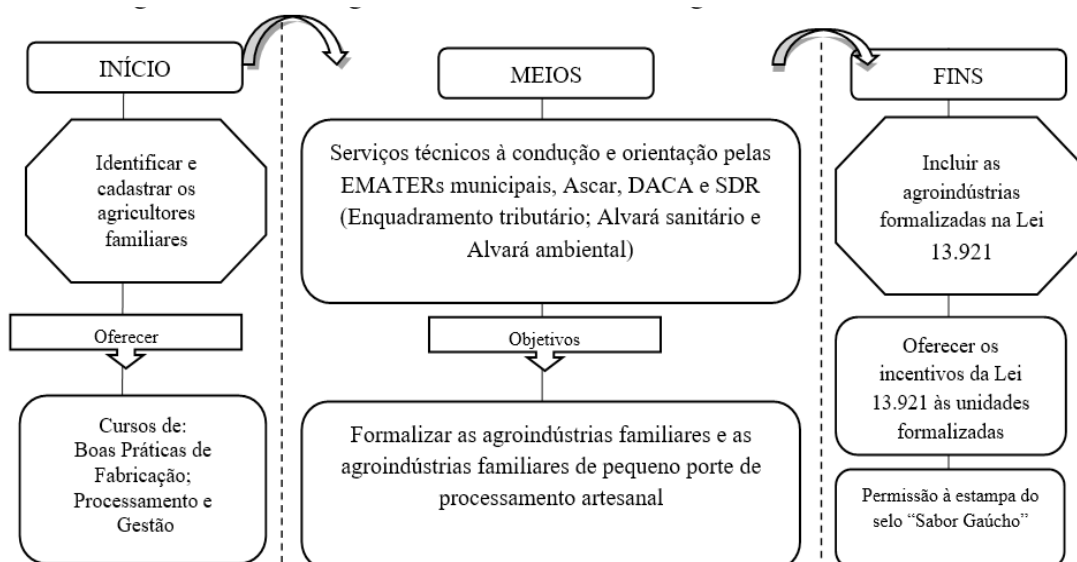 INÍCIO
Identificar e
cadastrar os
agricultores
familiares
Oferecer
Cursos de:
Boas Práticas de
Fabricação;
Processamento e
Gestão
MEIOS
Serviços técnicos à condução e orientação pelas
EMATERs municipais, Ascar, DACA e SDR
(Enquadramento tributário; Alvará sanitário e
Alvará ambiental)
Objetivos
Formalizar as agroindústrias familiares e as
agroindústrias familiares de pequeno porte de
processamento artesanal
FINS
Incluir as
agroindústrias
formalizadas na Lei
13.921
Oferecer os
incentivos da Lei
13.921 às unidades
formalizadas
Permissão à estampa do
selo “Sabor Gaúcho”